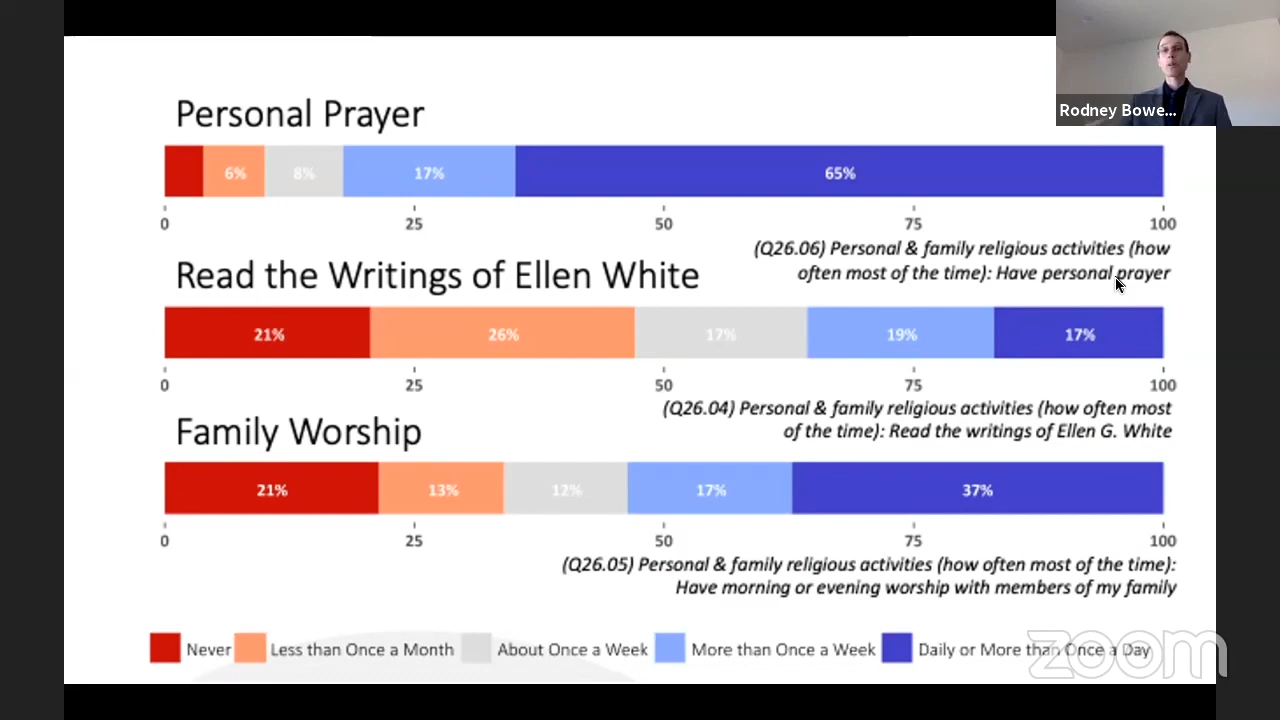 Rodney Bowe...
Personal Prayer
6% 8% 17% 65%
0 25 50 75 100
(Q26.06) Personal & family religious activities (how
often most of the time): Have personal prayer
Read the Writings of Ellen White
21% 26% 17% 19% 17%
0 25 50 75 100
(Q26.04) Personal & family religious activities (how often most
of the time): Read the writings of Ellen G. White
Family Worship
21% 13% 12% 17% 37%
0 25 50 75 100
(Q26.05) Personal & family religious activities (how often most of the time):
Have morning or evening worship with members of my family
Never Less than Once a Month About Once a Week More than Once a Week Daily or More than Once a Day
zoom